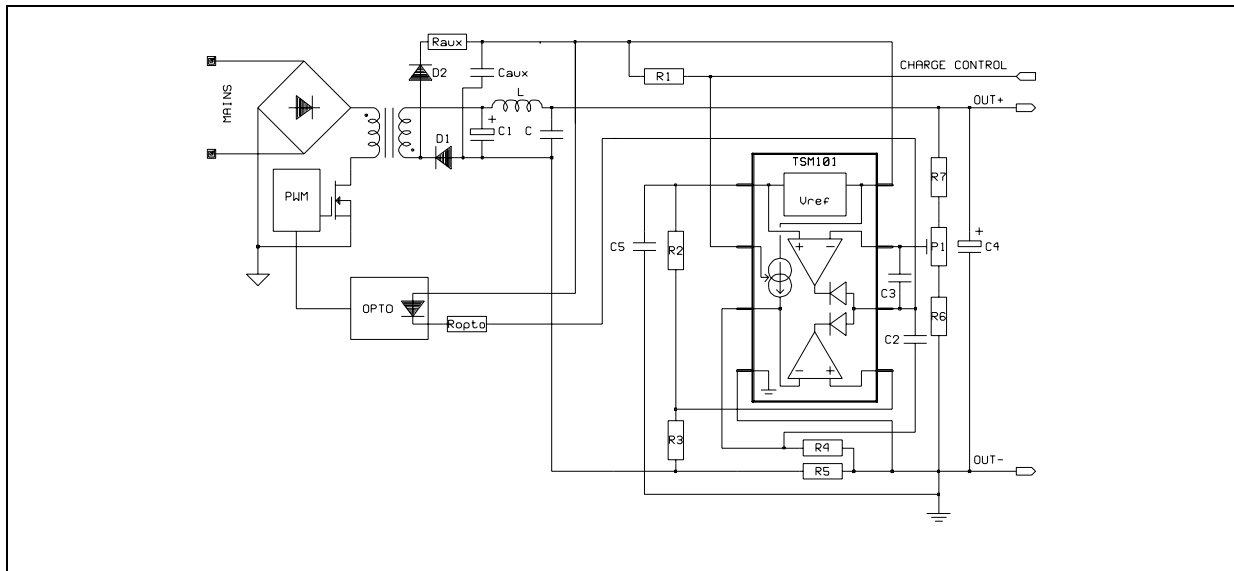 Raux
D2
Caux
R1
CHARGE CONTROL
MAINS
L
OUT+
C1
C
D1
TSM101
PWM
Vref
R7
C5
R2
P1
C4
C3
OPTO
Ropto
R6
C2
R3
R4
R5
OUT-
+
+
+
-
-
+